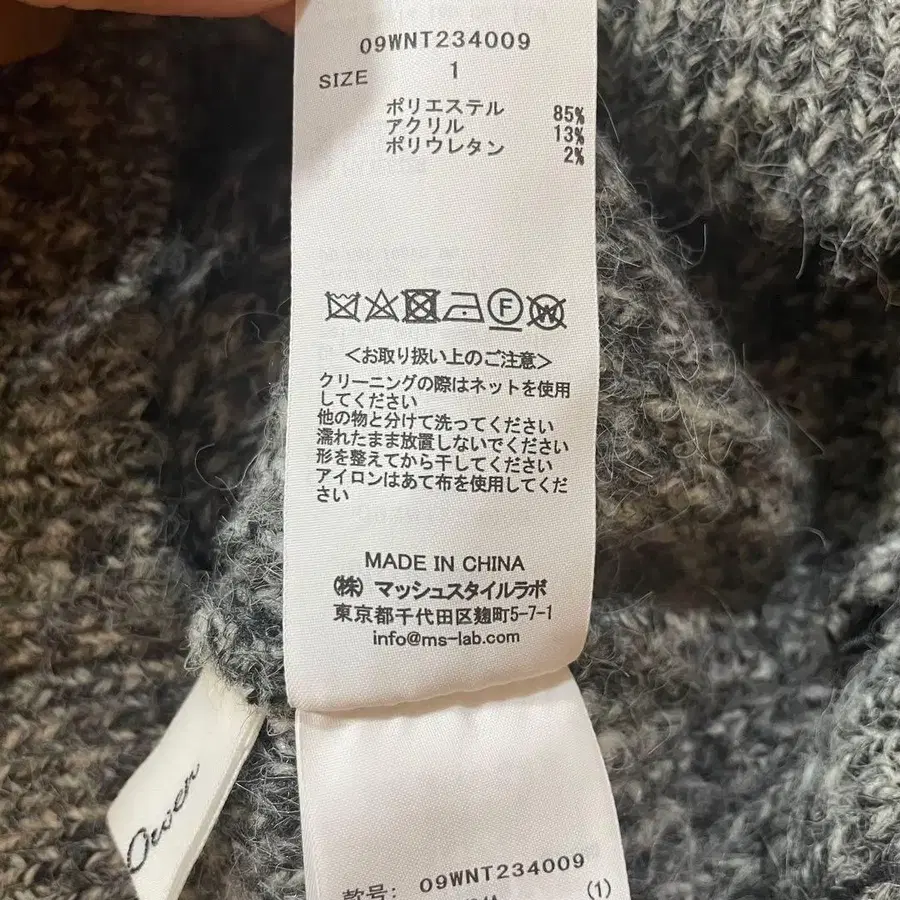 09WNT234009
SIZE 1
ポリエステル 85%
アクリル 13%
ポリウレタン 2%
F W
＜お取り扱い上のご注意＞
クリーニングの際はネットを使用
してください
他の物と分けて洗ってください
濡れたまま放置しないでください
形を整えてから干してください
アイロンはあて布を使用してくだ
さい
MADE IN CHINA
(株) マッシュスタイルラボ
東京都千代田区麹町5-7-1
info@ms-lab.com
Owen
款号: 09WNT234009
(1)